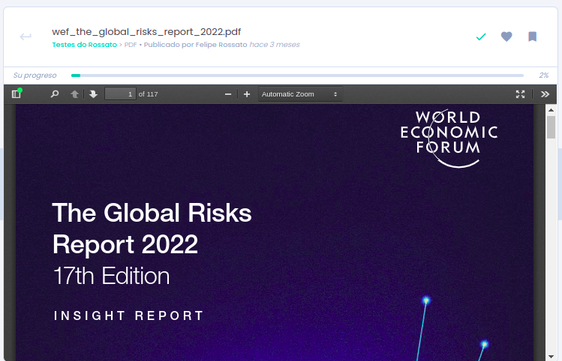 wef_the_global_risks_report_2022.pdf
Testes do Rossato • PDF • Publicado por Felipe Rossato hace 3 meses
Su progreso
2%
1 of 117
Automatic Zoom
WORLD
ECONOMIC
FORUM
The Global Risks
Report 2022
17th Edition
INSIGHT REPORT